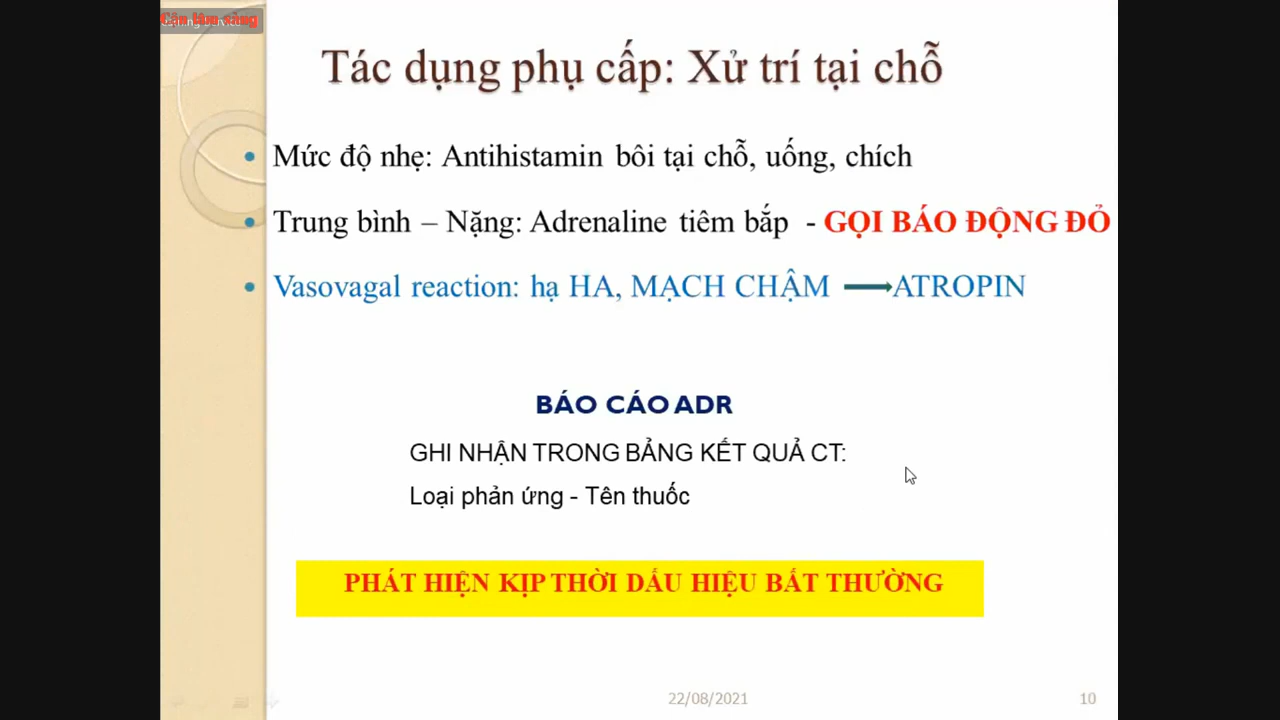 Cận lâm sàng
Tác dụng phụ cấp: Xử trí tại chỗ
• Mức độ nhẹ: Antihistamin bôi tại chỗ, uống, chích
• Trung bình – Nặng: Adrenaline tiêm bắp - GỌI BÁO ĐỘNG ĐỎ
• Vasovagal reaction: hạ HA, MẠCH CHẬM ATROPIN
BÁO CÁO ADR
GHI NHẬN TRONG BẢNG KẾT QUẢ CT:
Loại phản ứng - Tên thuốc
PHÁT HIỆN KỊP THỜI DẤU HIỆU BẤT THƯỜNG
22/08/2021
10